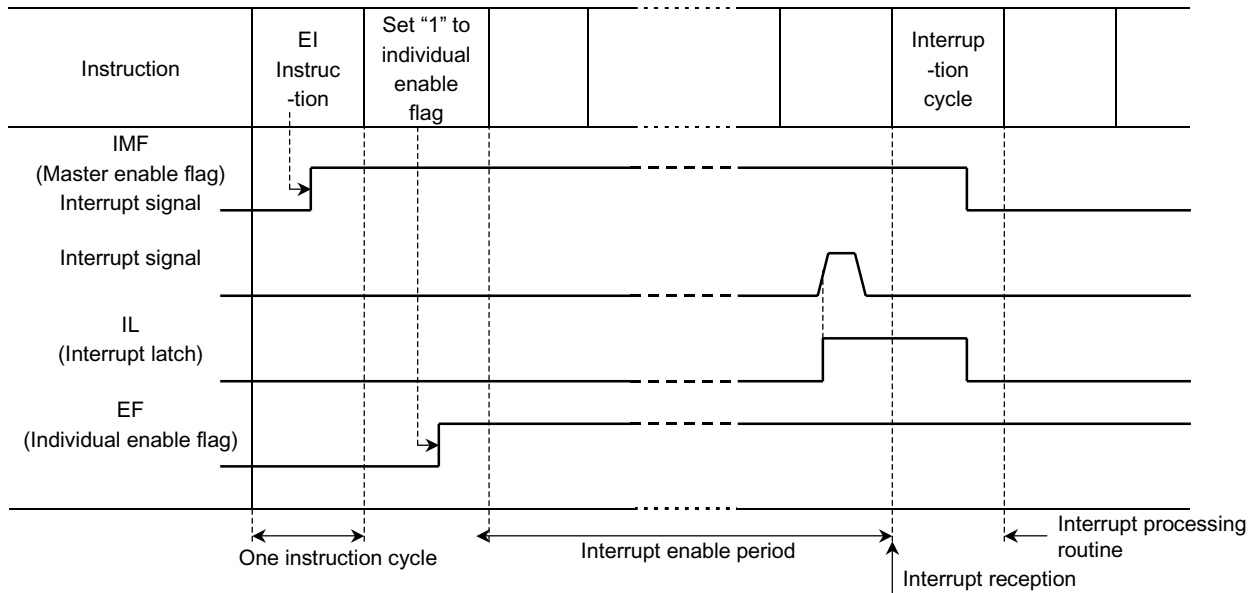 Instruction
EI
Instruc
-tion
Set “1” to
individual
enable
flag
Interrup
-tion
cycle
IMF
(Master enable flag)
Interrupt signal
Interrupt signal
IL
(Interrupt latch)
EF
(Individual enable flag)
One instruction cycle
Interrupt enable period
Interrupt processing
routine
Interrupt reception